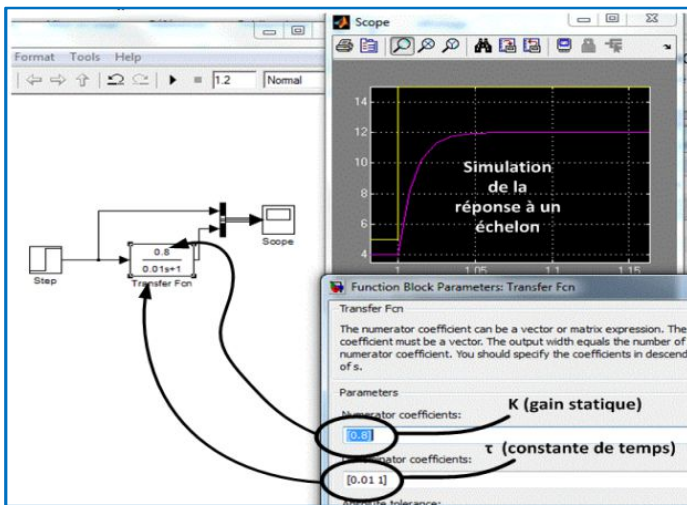 Scope
Format Tools Help
1.2
Normal
14
12
10
8
6
4
1
1.05
1.1
1.15
Simulation
de la
réponse à un
échelon
Step
0.8
0.01s+1
Transfer Fcn
Scope
Function Block Parameters: Transfer Fcn
Transfer Fcn
The numerator coefficient can be a vector or matrix expression. The
coefficient must be a vector. The output width equals the number of
numerator coefficient. You should specify the coefficients in descend
of s.
Parameters
Numerator coefficients:
K (gain statique)
[0.8]
coefficients:
τ (constante de temps)
[0.01 1]
Absolute tolerance: